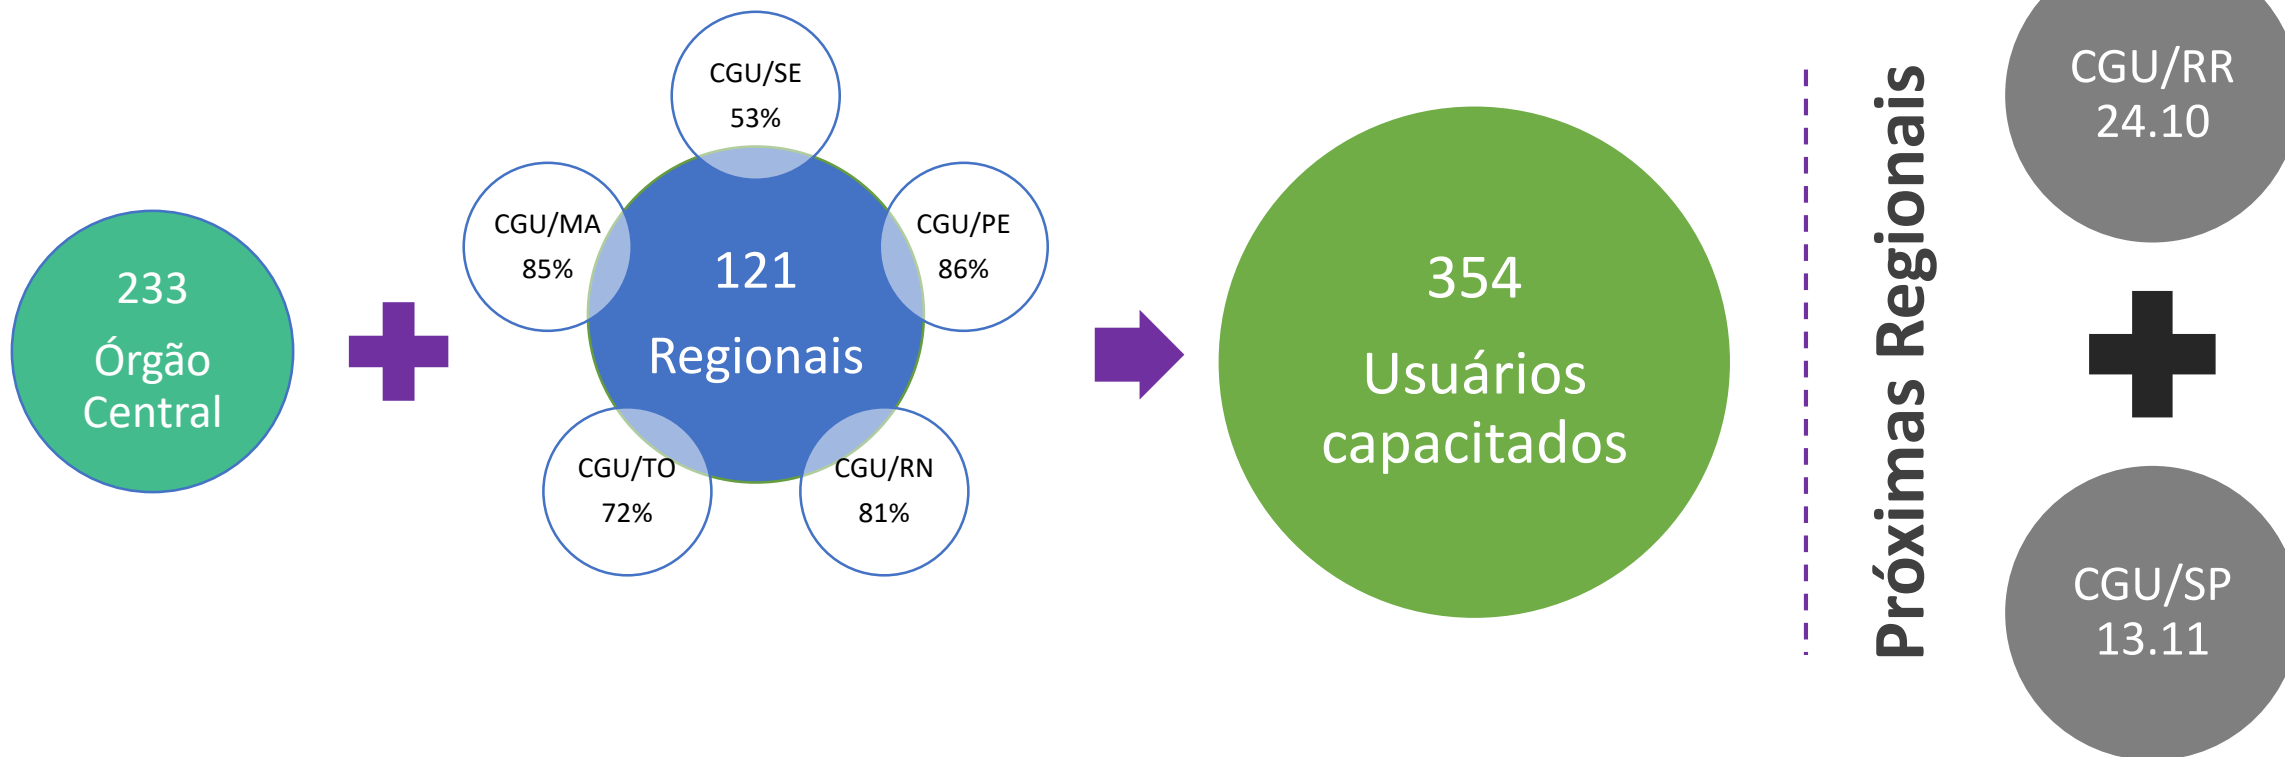 233
Órgão
Central
CGU/SE
53%
CGU/MA
85%
CGU/PE
86%
121
Regionais
CGU/TO
72%
CGU/RN
81%
354
Usuários
capacitados
Próximas Regionais
CGU/RR
24.10
CGU/SP
13.11